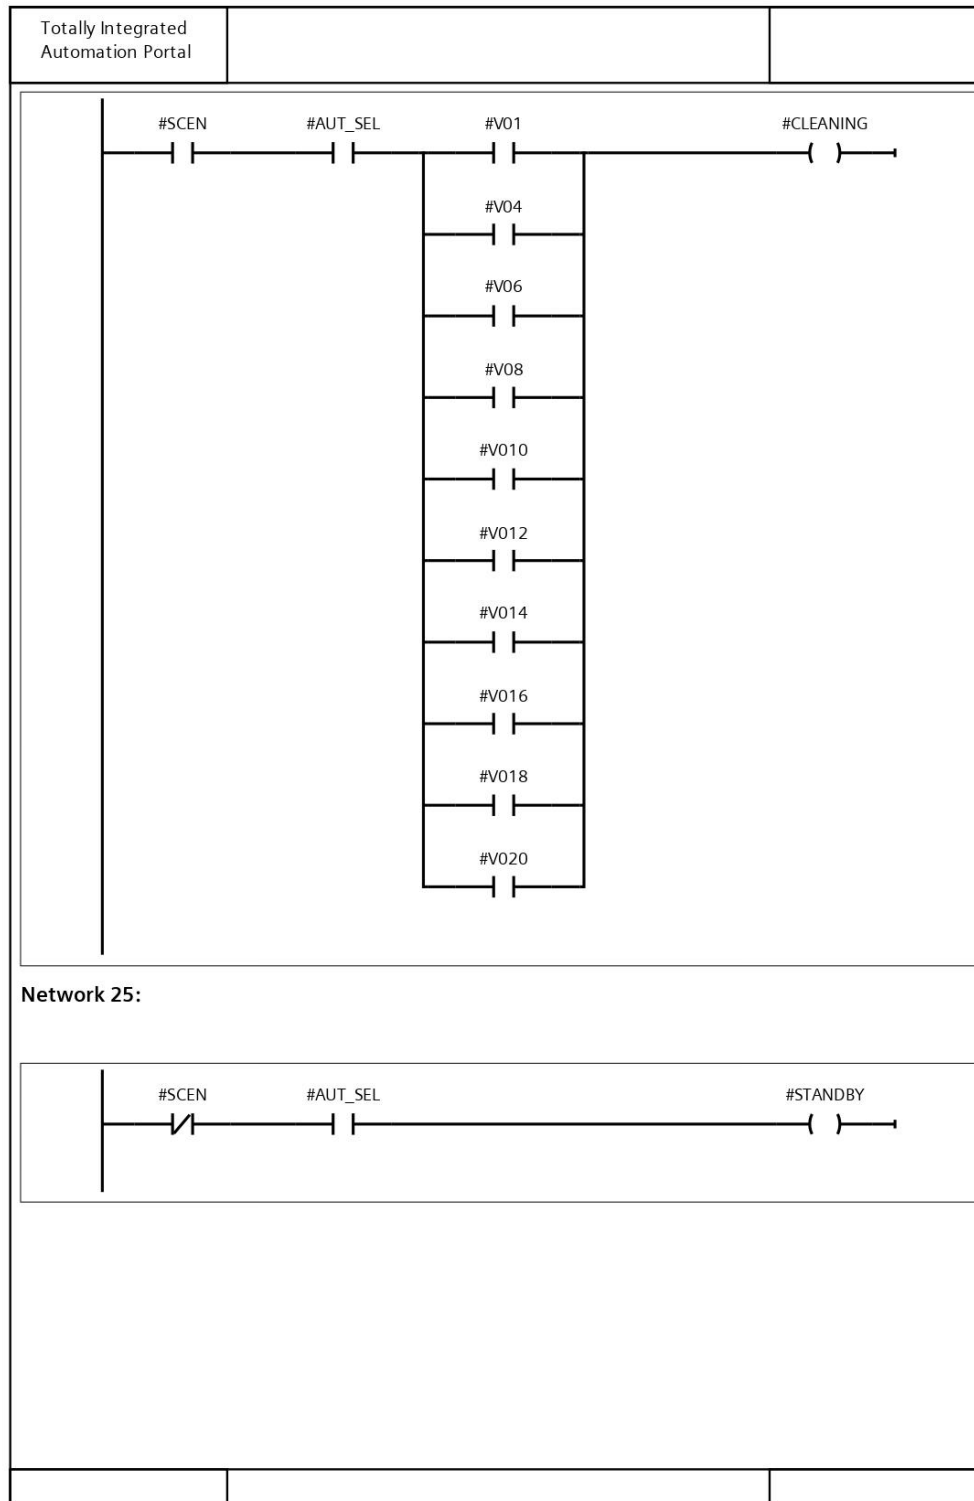 Totally Integrated
Automation Portal
#SCEN #AUT_SEL #V01 #CLEANING
#V04
#V06
#V08
#V010
#V012
#V014
#V016
#V018
#V020
Network 25:
#SCEN #AUT_SEL #STANDBY